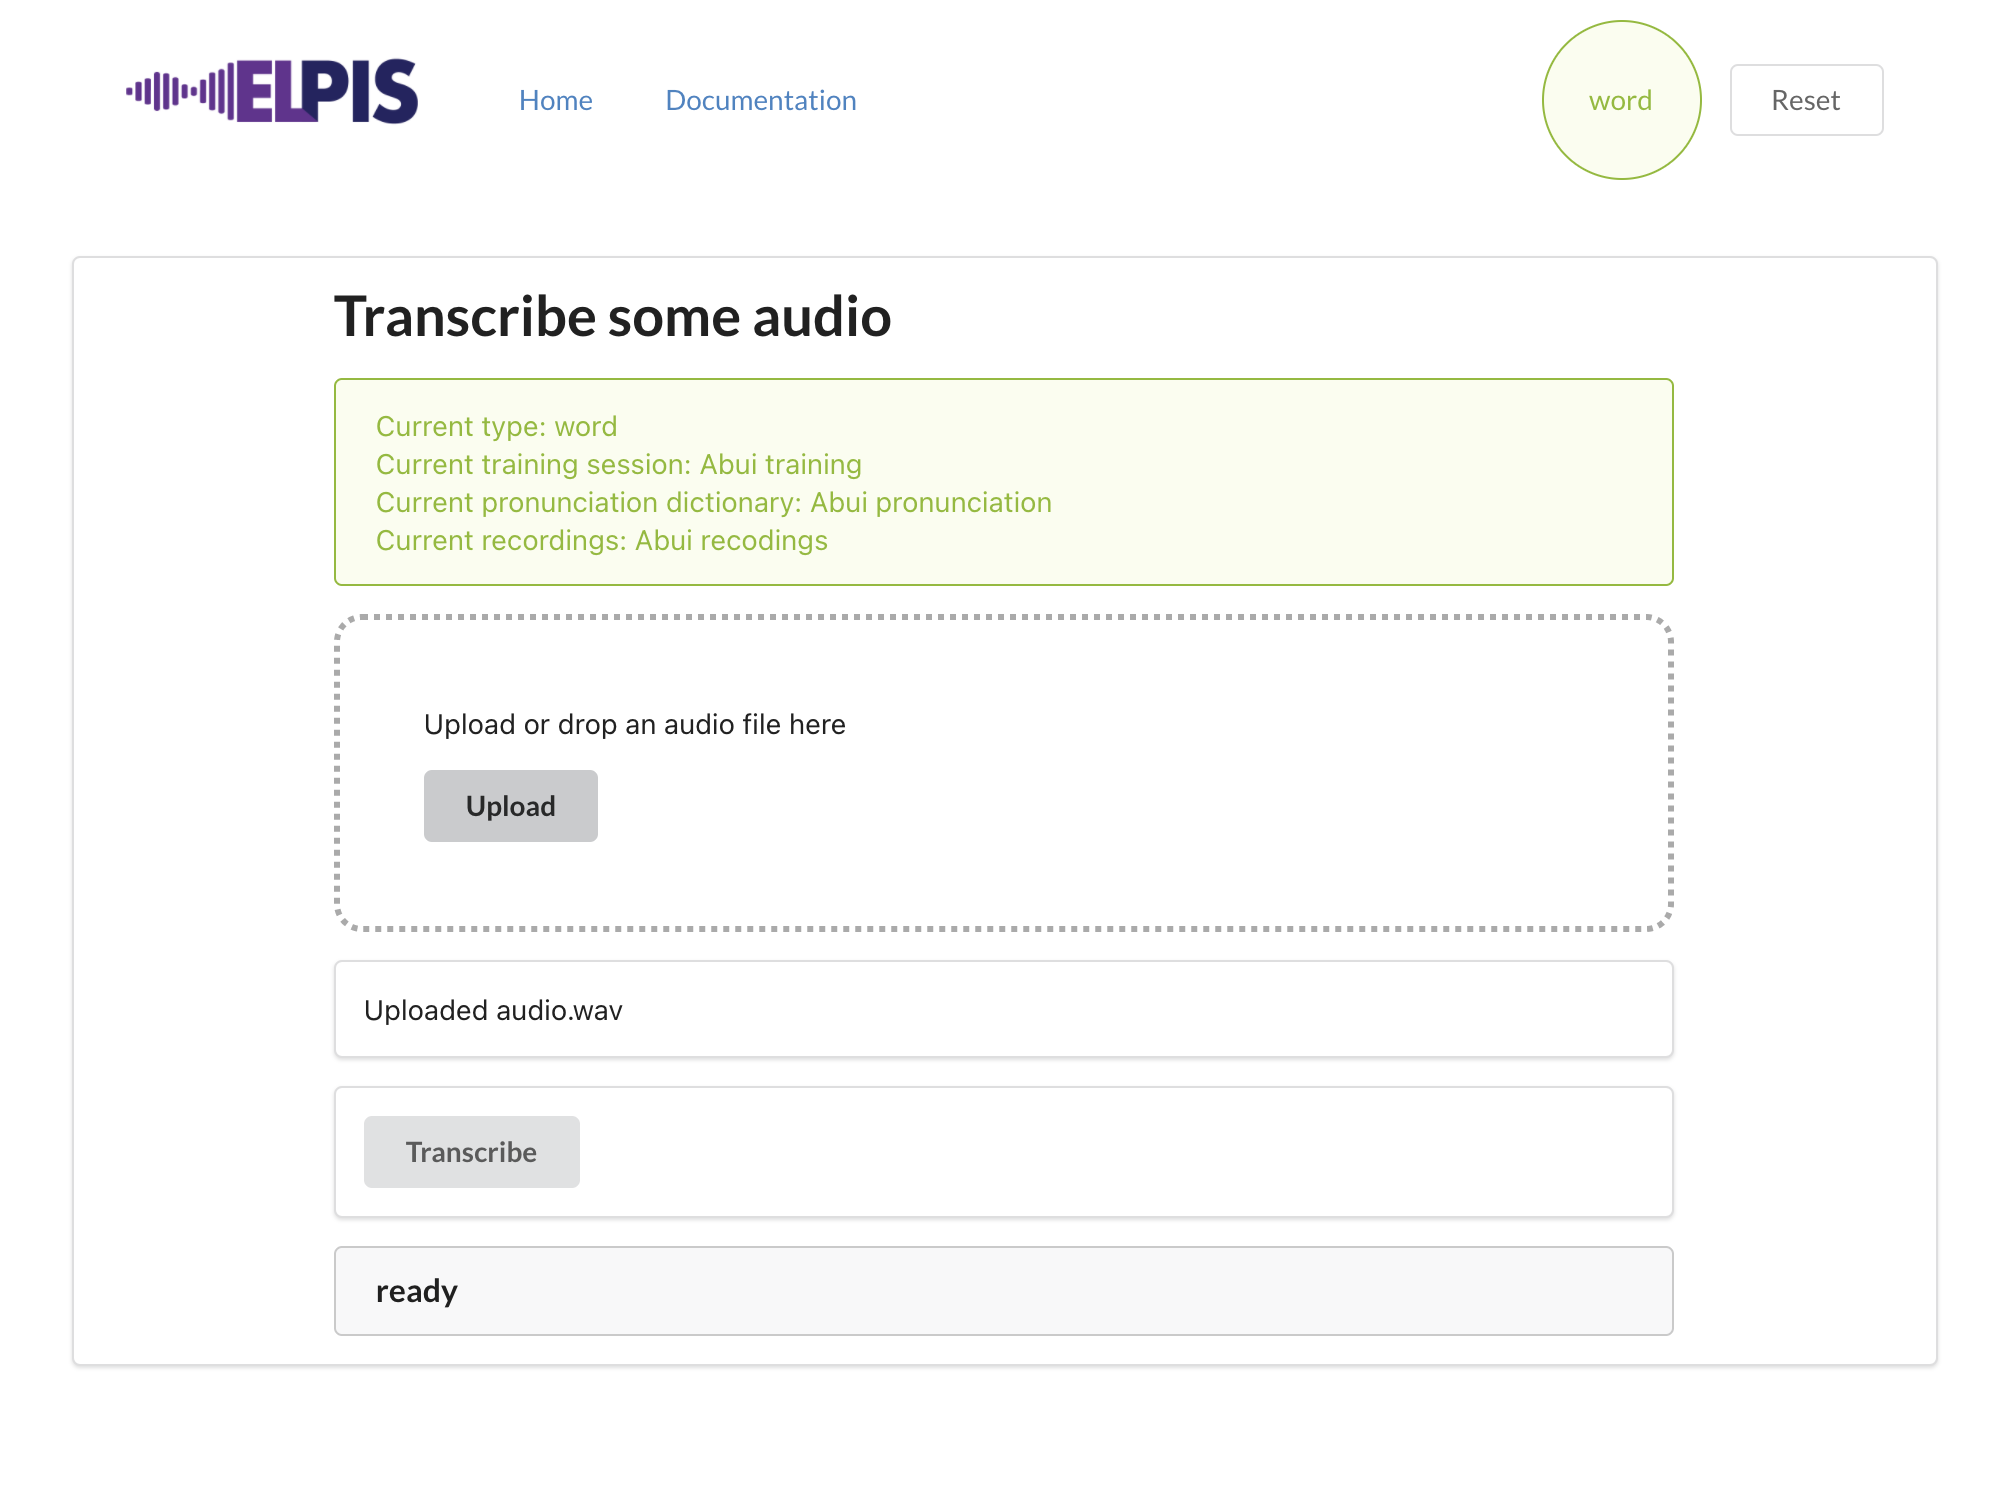 ELPIS
Home
Documentation
word
Reset
Transcribe some audio
Current type: word
Current training session: Abui training
Current pronunciation dictionary: Abui pronunciation
Current recordings: Abui recodings
Upload or drop an audio file here
Upload
Uploaded audio.wav
Transcribe
ready